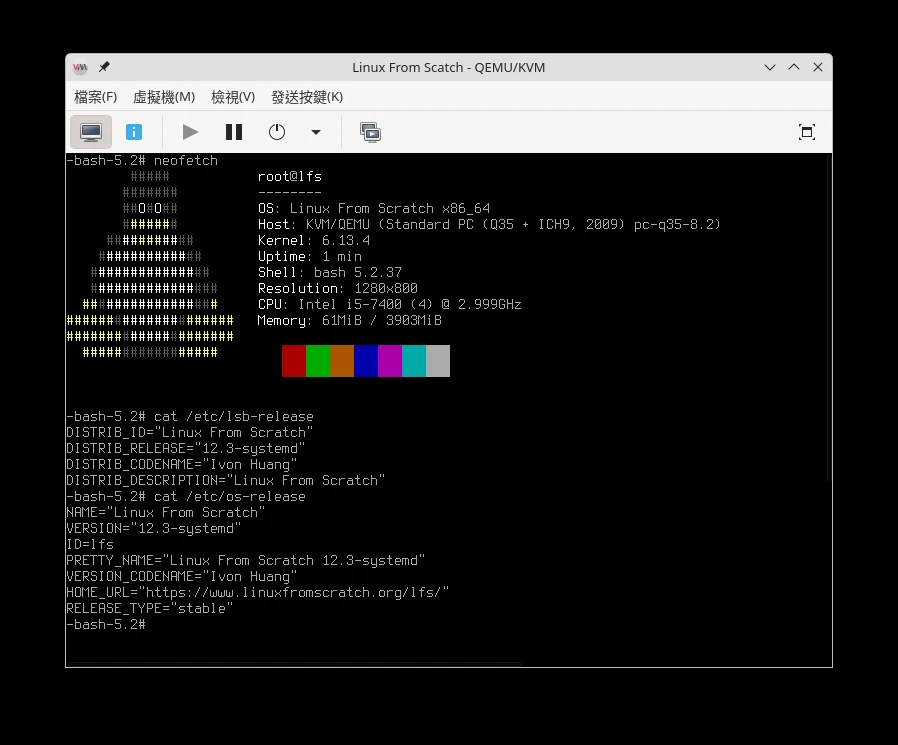 Linux From Scatch - QEMU/KVM
檔案(F) 虛擬機(M) 檢視(V) 發送按鍵(K)
-bash-5.2# neofetch
#####
#######
##O#O##
#######
###########
#############
###############
################
#################
#####################
#####################
#################
root@lfs
--------
OS: Linux From Scratch x86_64
Host: KVM/QEMU (Standard PC (Q35 + ICH9, 2009) pc-q35-8.2)
Kernel: 6.13.4
Uptime: 1 min
Shell: bash 5.2.37
Resolution: 1280x800
CPU: Intel i5-7400 (4) @ 2.999GHz
Memory: 61MiB / 3903MiB
-bash-5.2# cat /etc/lsb-release
DISTRIB_ID="Linux From Scratch"
DISTRIB_RELEASE="12.3-systemd"
DISTRIB_CODENAME="Ivon Huang"
DISTRIB_DESCRIPTION="Linux From Scratch"
-bash-5.2# cat /etc/os-release
NAME="Linux From Scratch"
VERSION="12.3-systemd"
ID=lfs
PRETTY_NAME="Linux From Scratch 12.3-systemd"
VERSION_CODENAME="Ivon Huang"
HOME_URL="https://www.linuxfromscratch.org/lfs/"
RELEASE_TYPE="stable"
-bash-5.2#